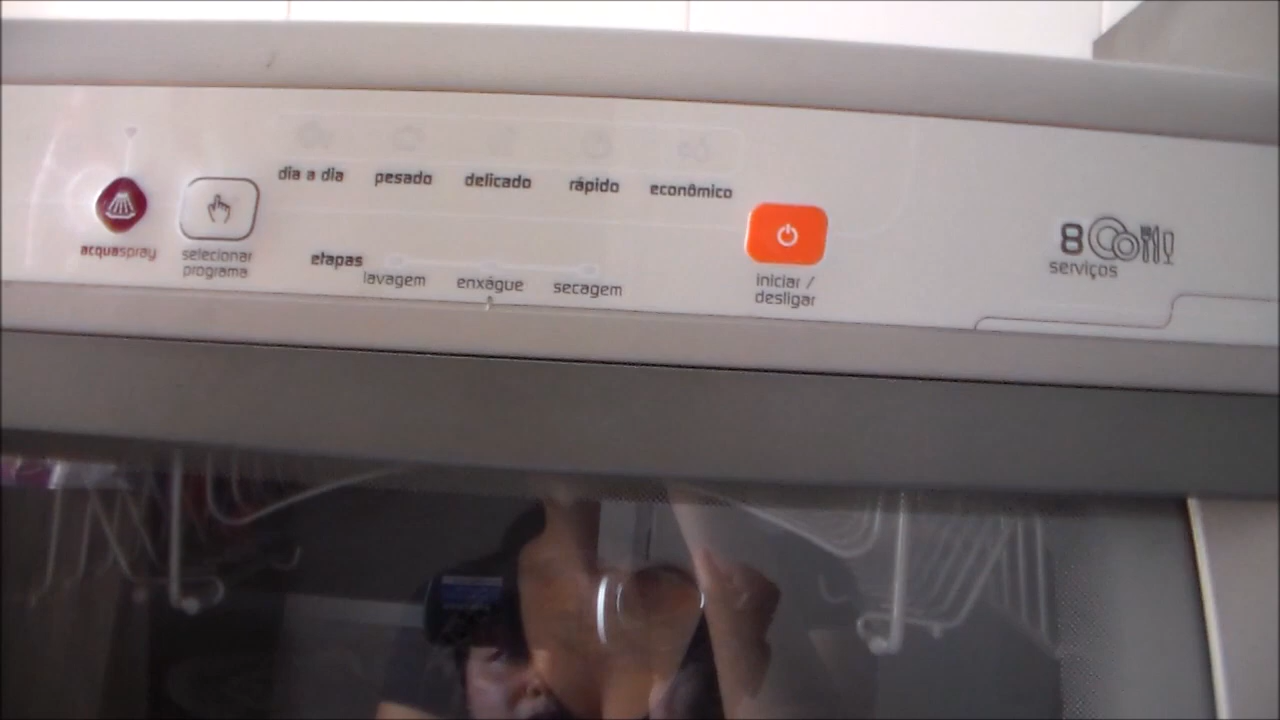 dia a dia pesado delicado rápido econômico
acquaspray
selecionar
programa
etapas
lavagem enxágue secagem
iniciar /
desligar
8
serviços